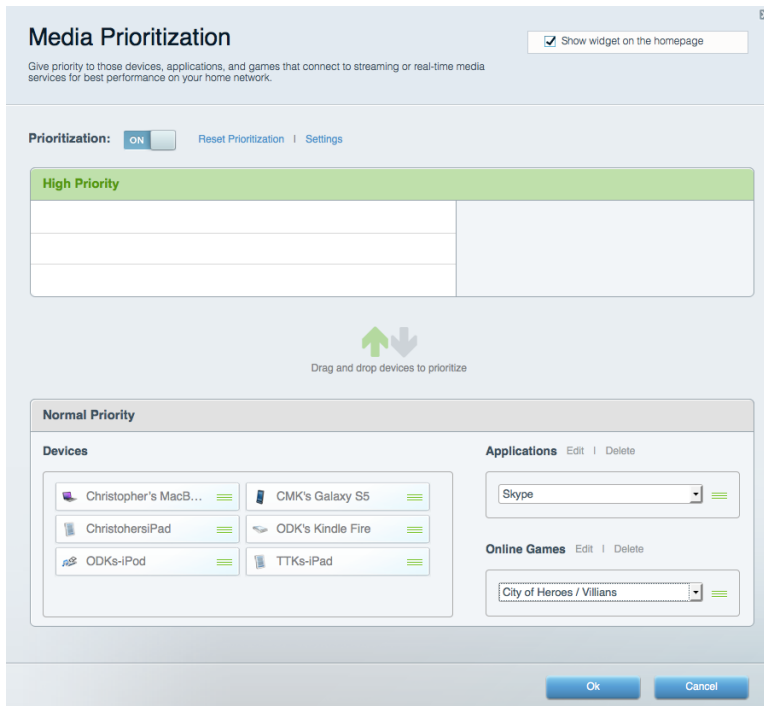 Media Prioritization
Show widget on the homepage
Give priority to those devices, applications, and games that connect to streaming or real-time media
services for best performance on your home network.
Prioritization: ON Reset Prioritization | Settings
High Priority
Drag and drop devices to prioritize
Normal Priority
Devices
Christopher's MacB...
CMK's Galaxy S5
ChristohersiPad
ODK's Kindle Fire
ODKs-iPod
TTKs-iPad
Applications Edit | Delete
Skype
Online Games Edit | Delete
City of Heroes / Villians
Ok
Cancel